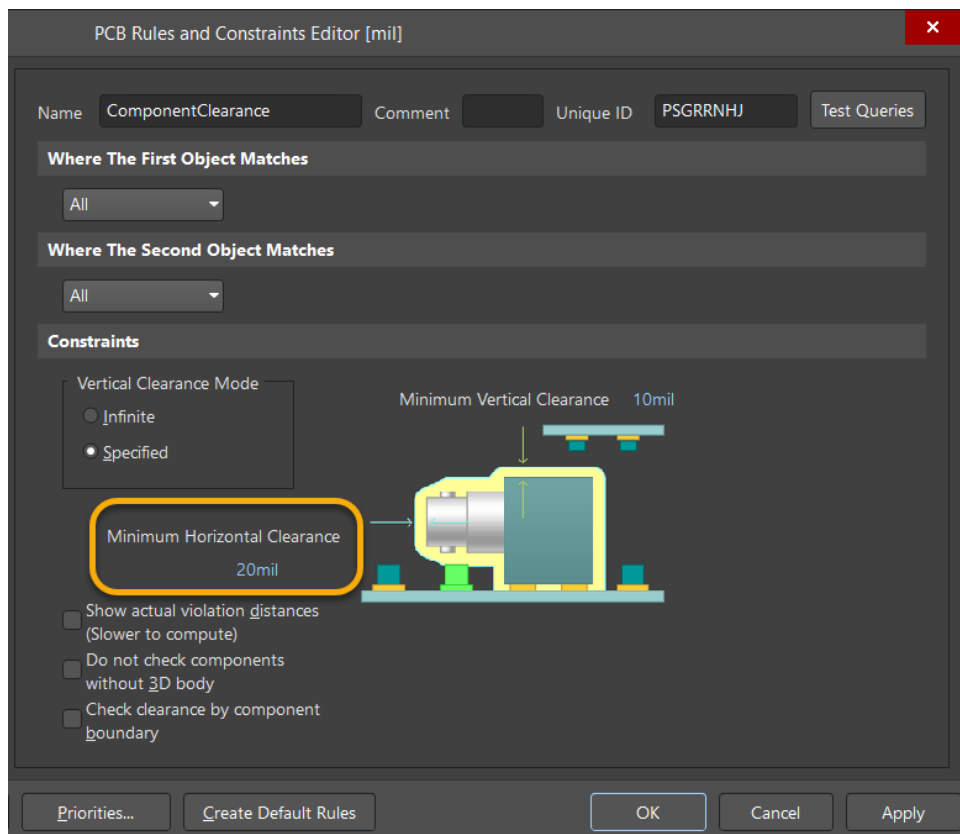 PCB Rules and Constraints Editor [mil]
Name ComponentClearance Comment Unique ID PSGRRNHJ Test Queries
Where The First Object Matches
All
Where The Second Object Matches
All
Constraints
Vertical Clearance Mode
Infinite
Specified
Minimum Vertical Clearance 10mil
Minimum Horizontal Clearance
20mil
Show actual violation distances
(Slower to compute)
Do not check components
without 3D body
Check clearance by component
boundary
Priorities... Create Default Rules OK Cancel Apply